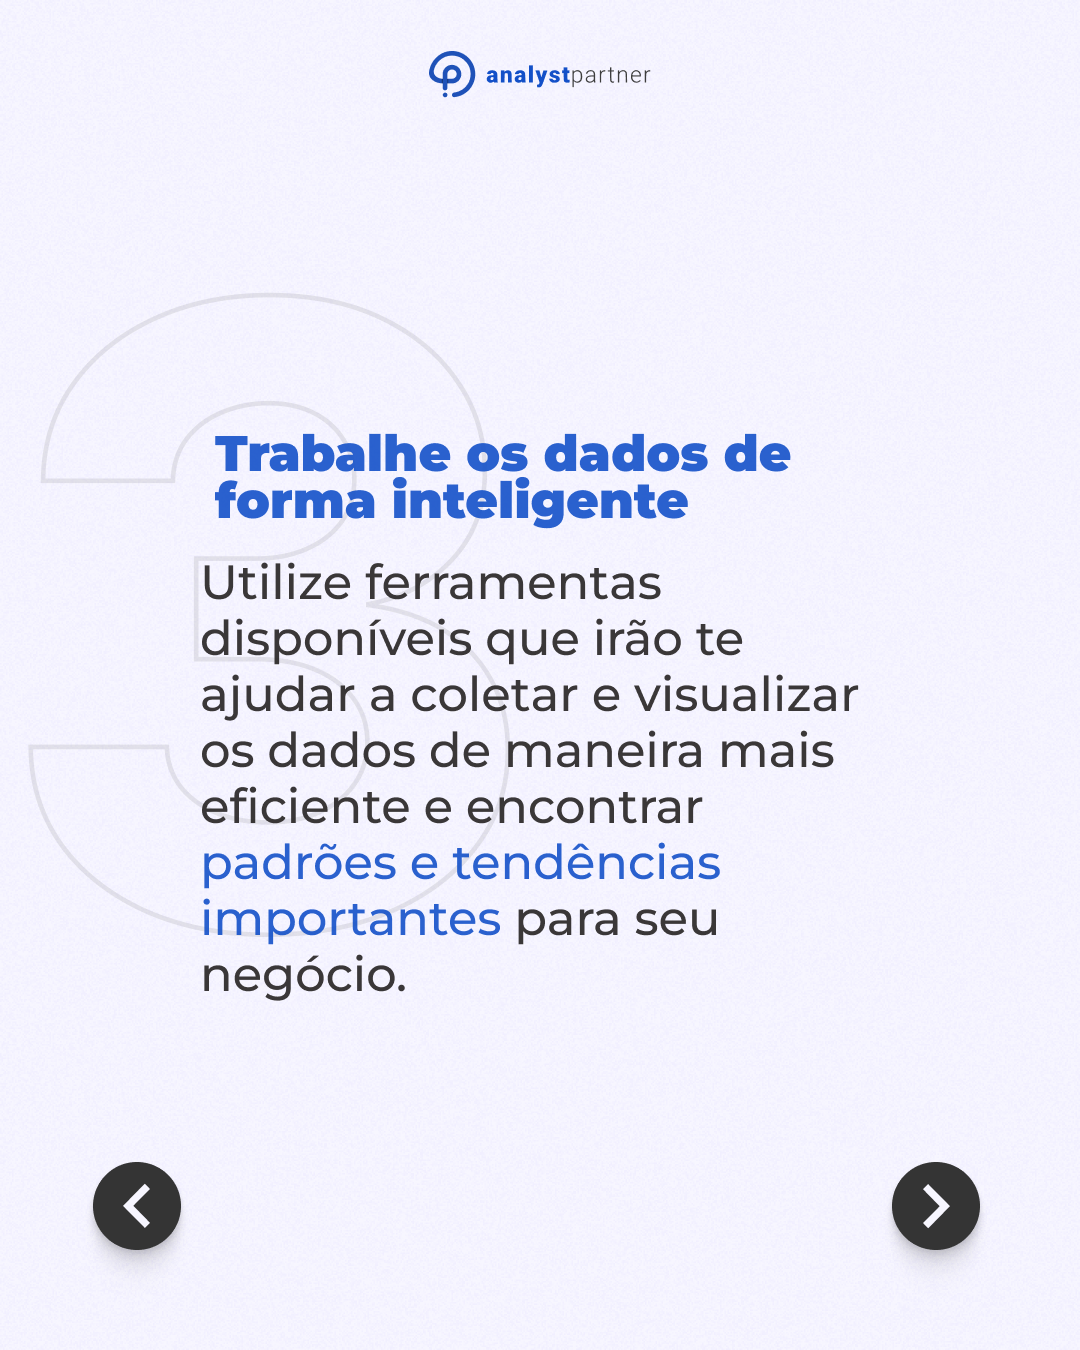 analystpartner
3
Trabalhe os dados de
forma inteligente
Utilize ferramentas
disponíveis que irão te
ajudar a coletar e visualizar
os dados de maneira mais
eficiente e encontrar
padrões e tendências
importantes para seu
negócio.